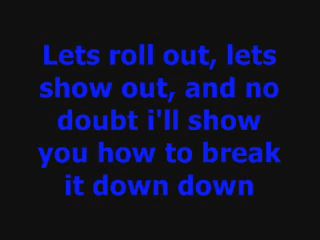 Lets roll out, lets
show out, and no
doubt i'll show
you how to break
it down down